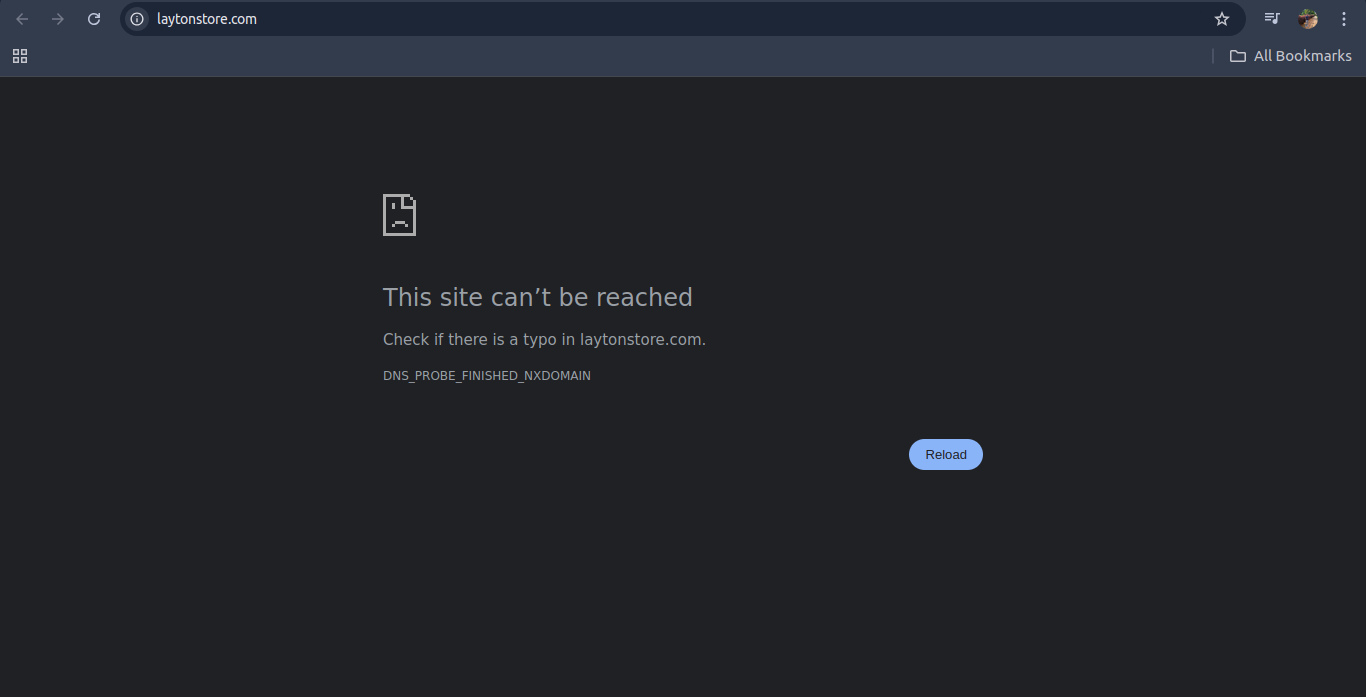 laytonstore.com
All Bookmarks
This site can’t be reached
Check if there is a typo in laytonstore.com.
DNS_PROBE_FINISHED_NXDOMAIN
Reload